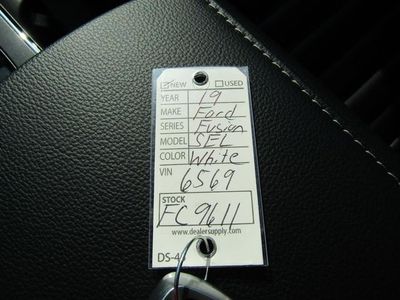 ☑NEW ☐USED
YEAR 19
MAKE Ford
SERIES Fusion
MODEL SEL
COLOR White
VIN 6569
STOCK FC9611
www.dealersupply.com
DS-4